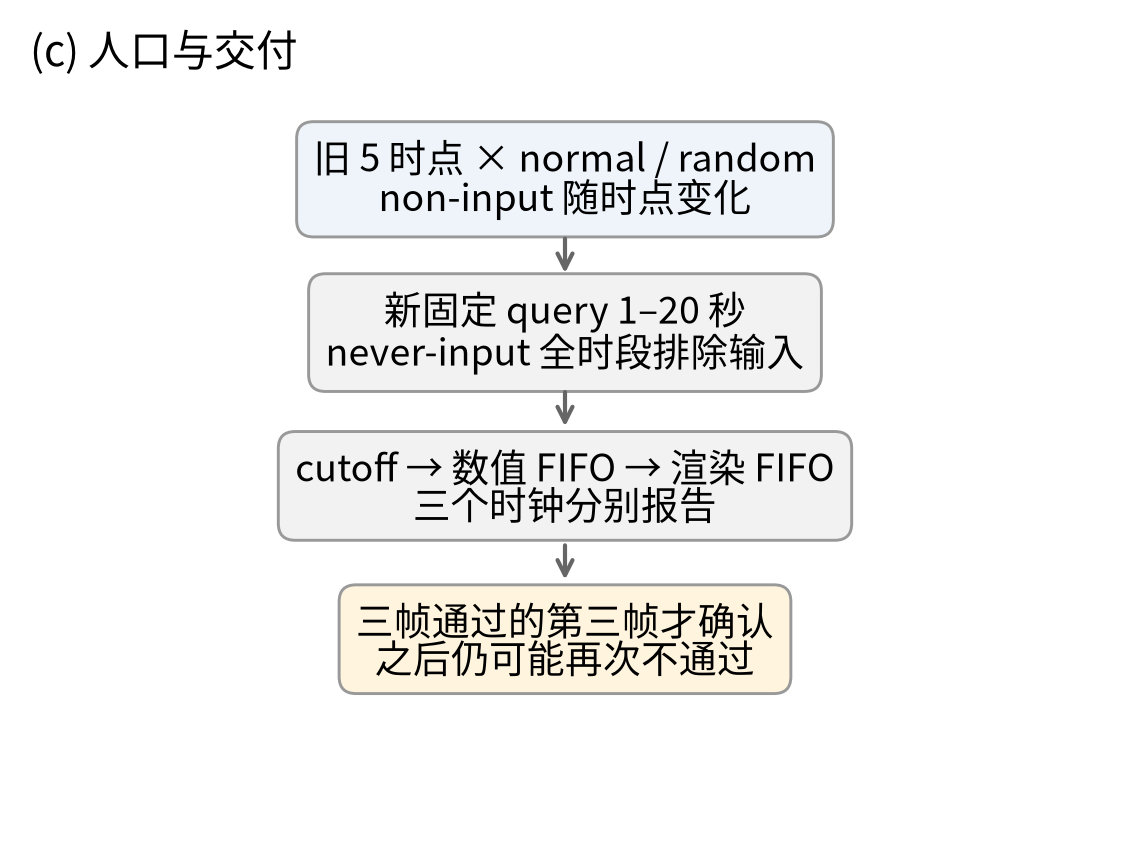 (c) 人口与交付
旧 5 时点 × normal / random
non-input 随时点变化
新固定 query 1–20 秒
never-input 全时段排除输入
cutoff → 数值 FIFO → 渲染 FIFO
三个时钟分别报告
三帧通过的第三帧才确认
之后仍可能再次不通过